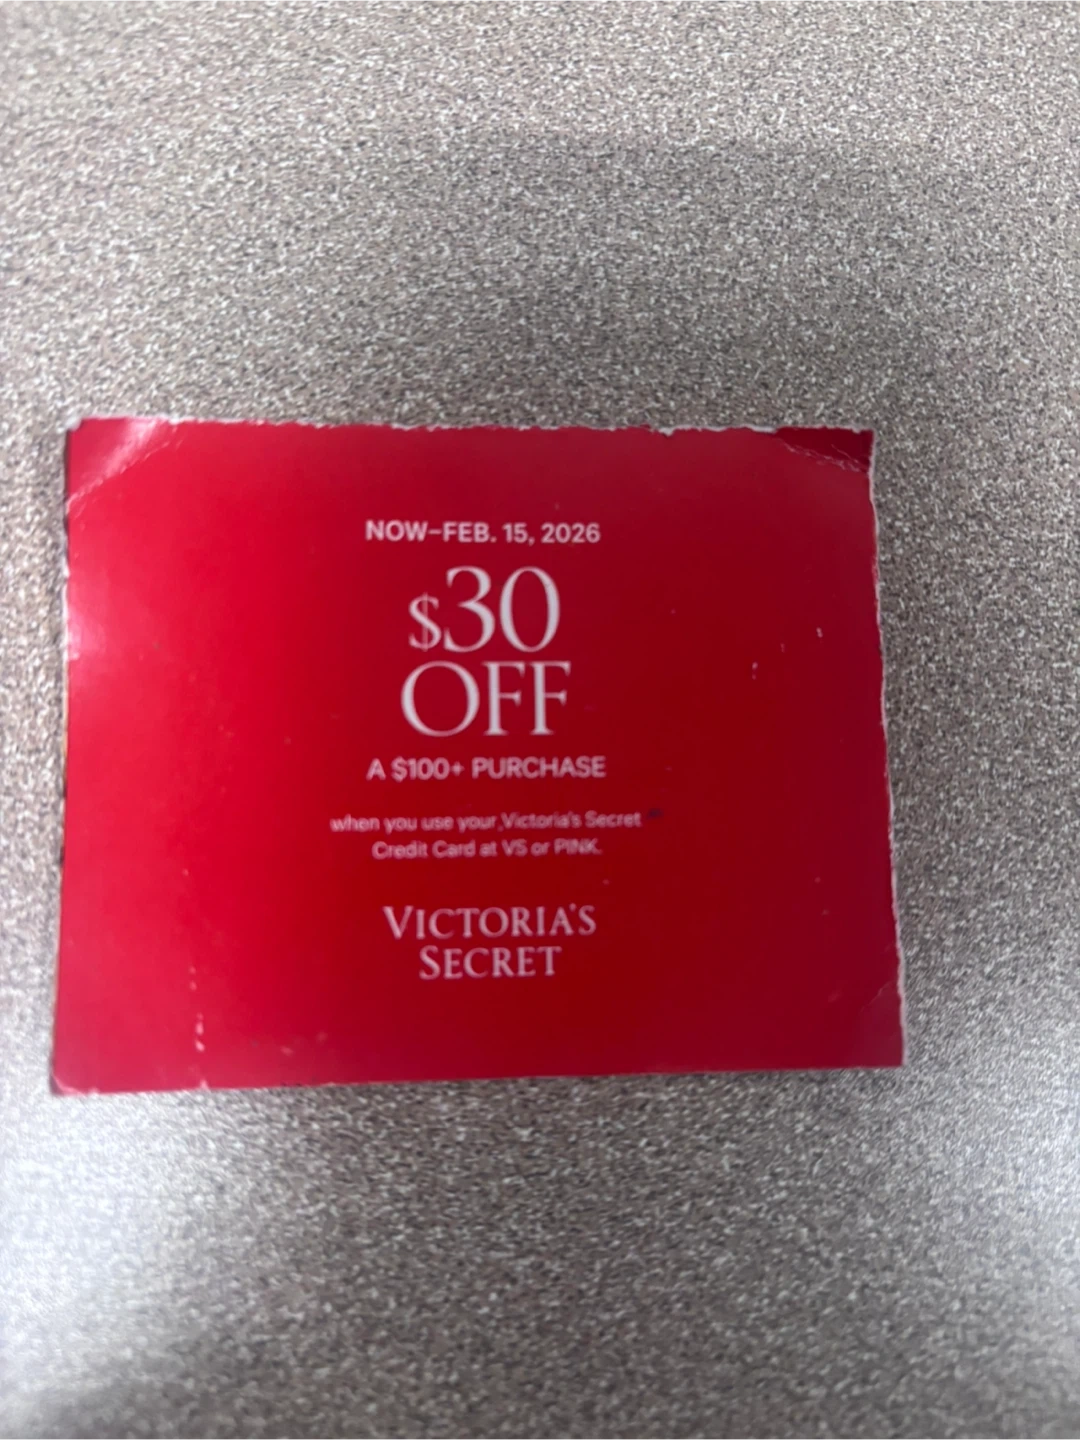 NOW–FEB. 15, 2026
$30
OFF
A $100+ PURCHASE
when you use your Victoria's Secret
Credit Card at VS or PINK.
VICTORIA'S
SECRET